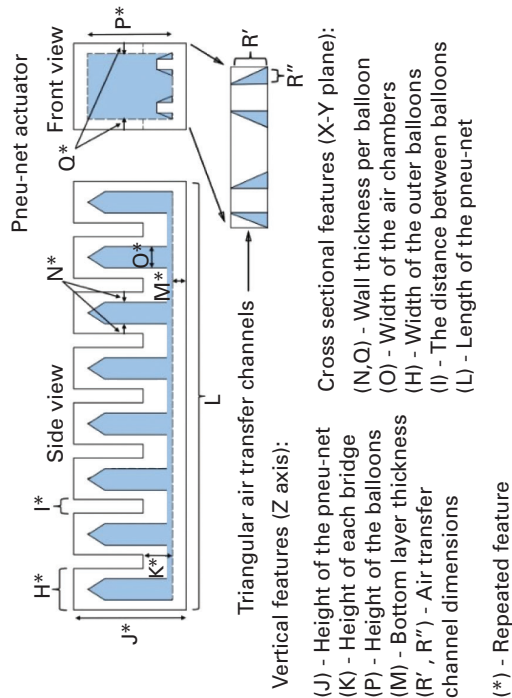 Pneu-net actuator
Side view
Front view
H*
I*
N*
Q*
P*
J*
K*
O*
M*
L
R'
R''
Triangular air transfer channels
Vertical features (Z axis):
(J) - Height of the pneu-net
(K) - Height of each bridge
(P) - Height of the balloons
(M) - Bottom layer thickness
(R' , R'') - Air transfer
channel dimensions
Cross sectional features (X-Y plane):
(N,Q) - Wall thickness per balloon
(O) - Width of the air chambers
(H) - Width of the outer balloons
(I) - The distance between balloons
(L) - Length of the pneu-net
(*) - Repeated feature